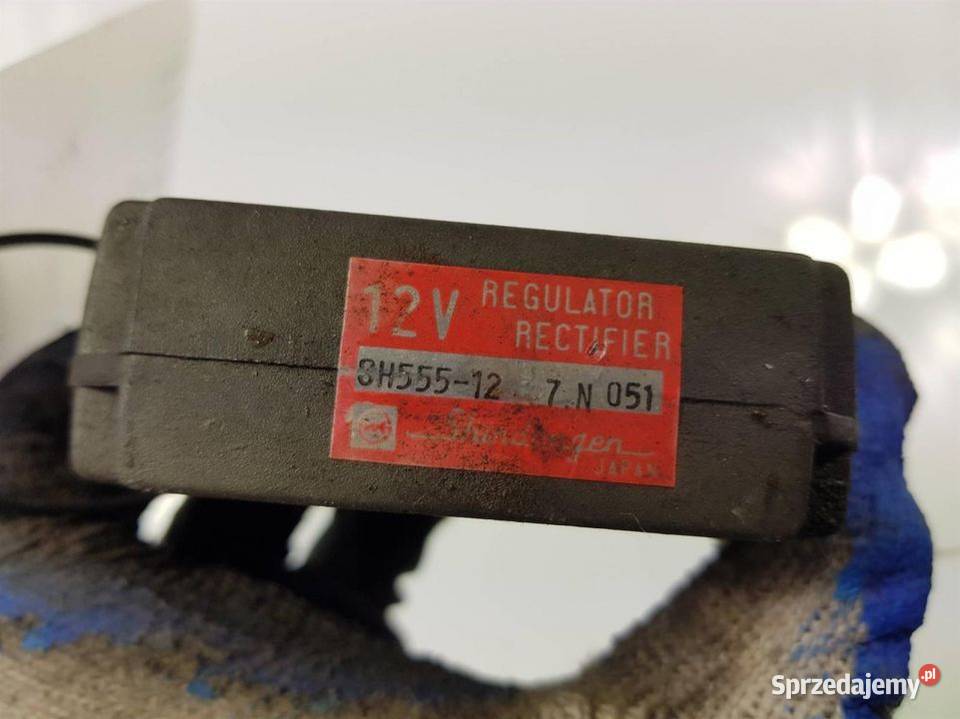 12V REGULATOR
RECTIFIER
SH555-12 7.N 051
Shindengen
JAPAN
Sprzedajemy.pl